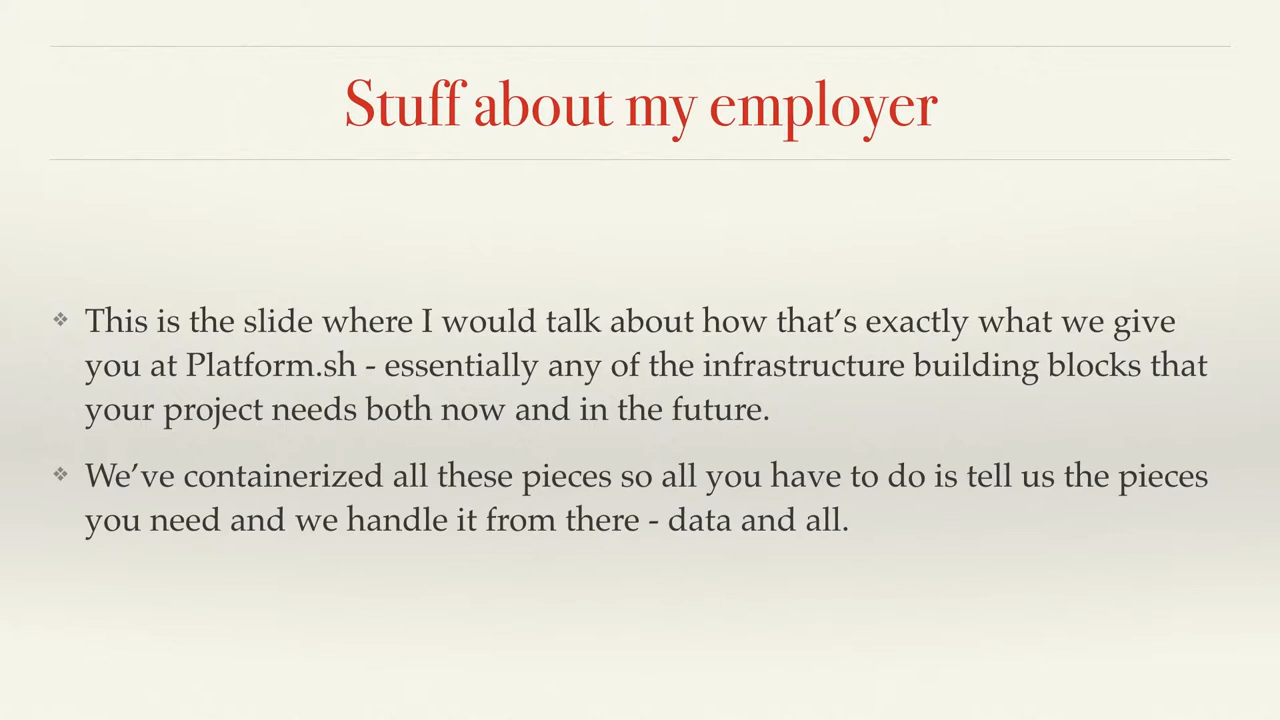 Stuff about my employer
This is the slide where I would talk about how that’s exactly what we give
you at Platform.sh - essentially any of the infrastructure building blocks that
your project needs both now and in the future.
We’ve containerized all these pieces so all you have to do is tell us the pieces
you need and we handle it from there - data and all.